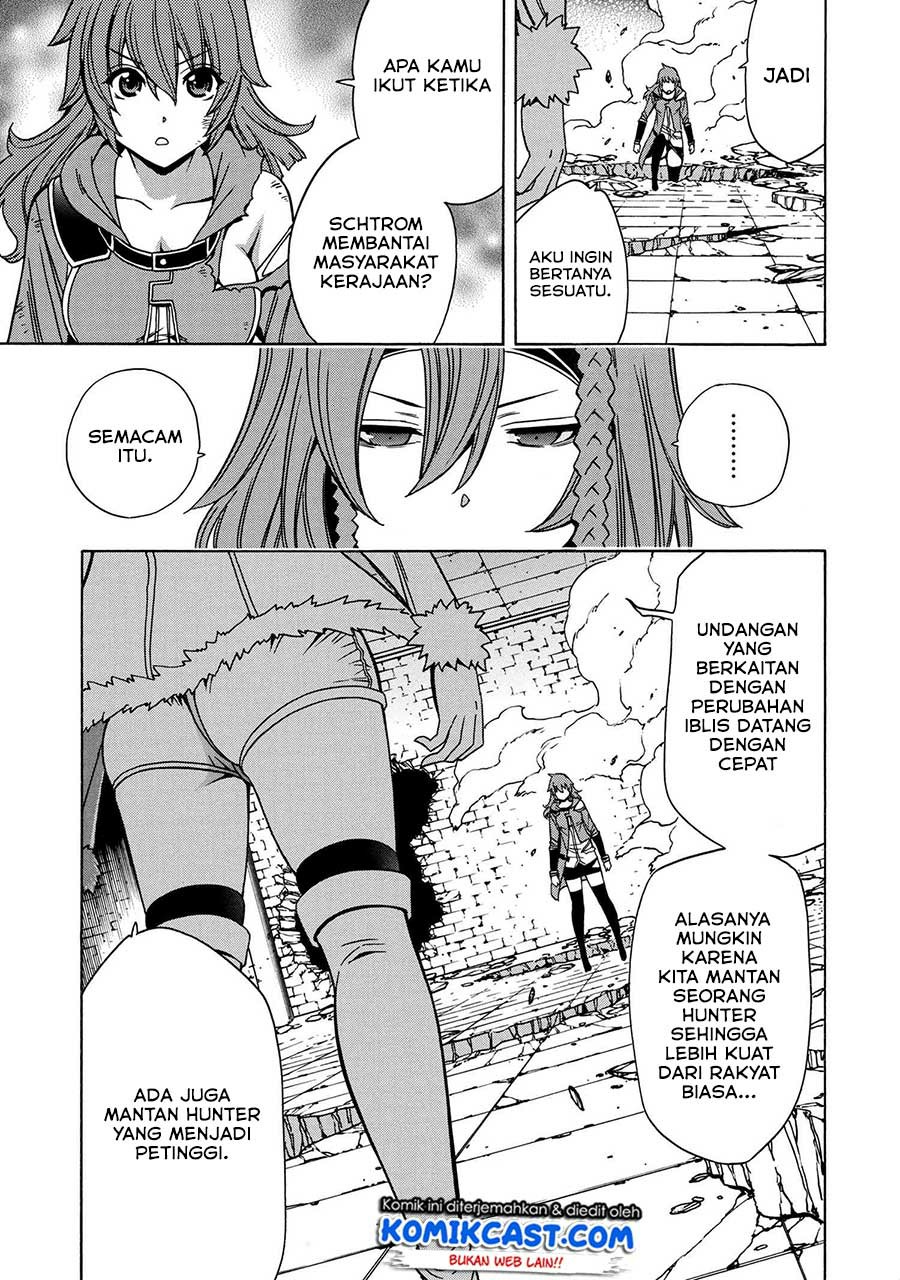 JADI
AKU INGIN
BERTANYA
SESUATU.
APA KAMU
IKUT KETIKA
SCHTROM
MEMBANTAI
MASYARAKAT
KERAJAAN?
........
SEMACAM
ITU.
UNDANGAN
YANG
BERKAITAN
DENGAN
PERUBAHAN
IBLIS DATANG
DENGAN
CEPAT
ALASANYA
MUNGKIN
KARENA
KITA MANTAN
SEORANG
HUNTER
SEHINGGA
LEBIH KUAT
DARI RAKYAT
BIASA...
ADA JUGA
MANTAN HUNTER
YANG MENJADI
PETINGGI.
Komik ini diterjemahkan & diedit oleh
KOMIKCAST.COM
BUKAN WEB LAIN!!